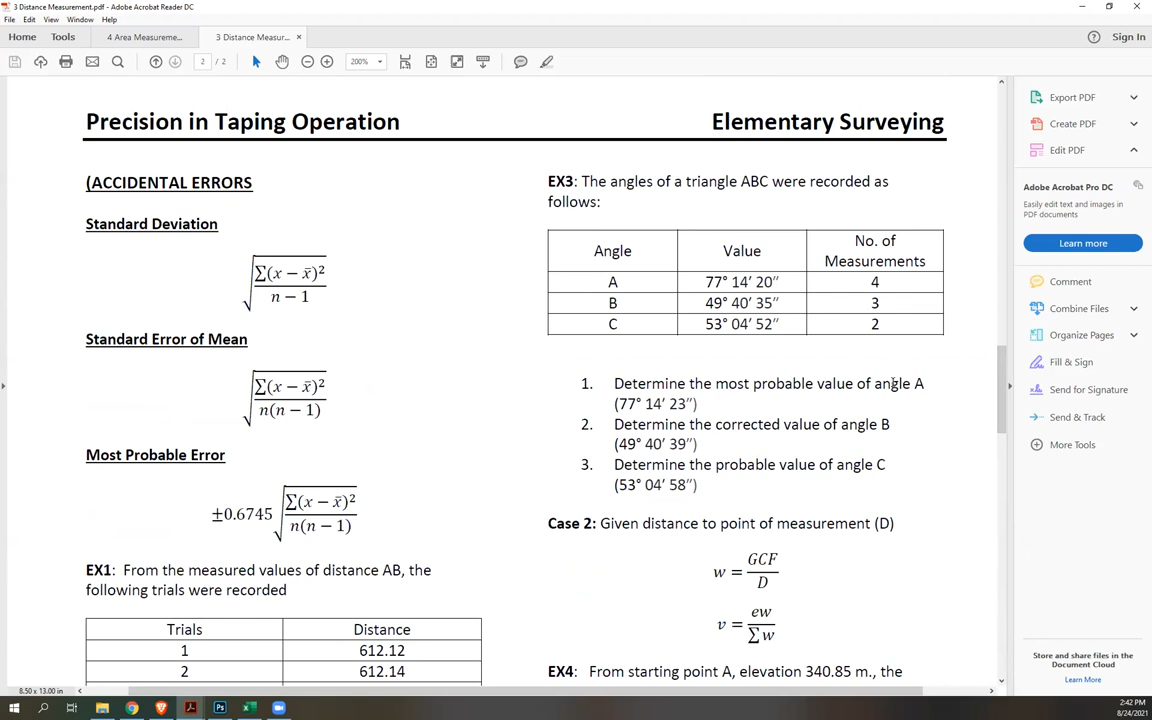 3 Distance Measurement.pdf - Adobe Acrobat Reader DC
File Edit View Window Help
Home Tools 4 Area Measureme... 3 Distance Measur... × Sign In
2 / 2 200%
Precision in Taping Operation Elementary Surveying
(ACCIDENTAL ERRORS
Standard Deviation
√(∑(x − x̄)² / (n − 1))
Standard Error of Mean
√(∑(x − x̄)² / n(n − 1))
Most Probable Error
±0.6745 √(∑(x − x̄)² / n(n − 1))
EX1: From the measured values of distance AB, the
following trials were recorded
Trials Distance
1 612.12
2 612.14
EX3: The angles of a triangle ABC were recorded as
follows:
Angle Value No. of
Measurements
A 77° 14’ 20” 4
B 49° 40’ 35” 3
C 53° 04’ 52” 2
1. Determine the most probable value of angle A
(77° 14’ 23”)
2. Determine the corrected value of angle B
(49° 40’ 39”)
3. Determine the probable value of angle C
(53° 04’ 58”)
Case 2: Given distance to point of measurement (D)
w = GCF / D
v = ew / ∑ w
EX4: From starting point A, elevation 340.85 m., the
Export PDF
Create PDF
Edit PDF
Adobe Acrobat Pro DC
Easily edit text and images in
PDF documents
Learn more
Comment
Combine Files
Organize Pages
Fill & Sign
Send for Signature
Send & Track
More Tools
Store and share files in the
Document Cloud
Learn More
8.50 x 13.00 in
2:42 PM
8/24/2021